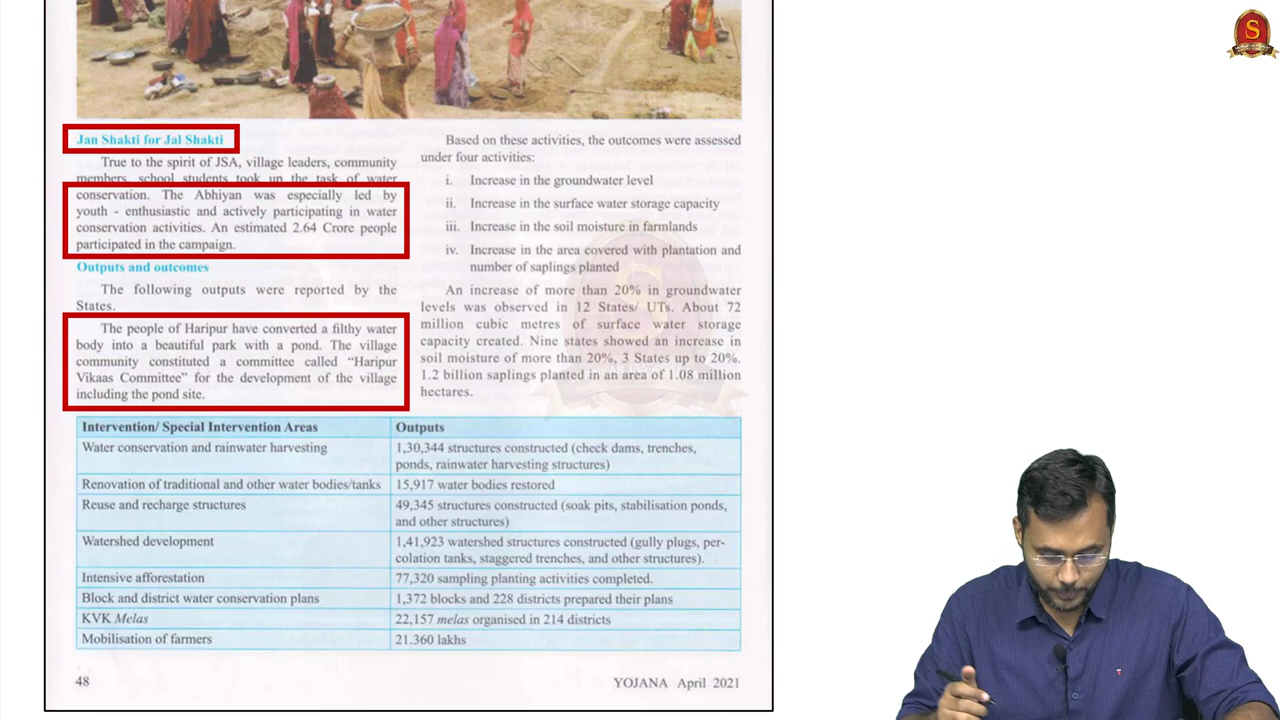 Jan Shakti for Jal Shakti
True to the spirit of JSA, village leaders, community
members, school students took up the task of water
conservation. The Abhiyan was especially led by
youth - enthusiastic and actively participating in water
conservation activities. An estimated 2.64 Crore people
participated in the campaign.
Outputs and outcomes
The following outputs were reported by the
States.
The people of Haripur have converted a filthy water
body into a beautiful park with a pond. The village
community constituted a committee called “Haripur
Vikaas Committee” for the development of the village
including the pond site.
Based on these activities, the outcomes were assessed
under four activities:
i. Increase in the groundwater level
ii. Increase in the surface water storage capacity
iii. Increase in the soil moisture in farmlands
iv. Increase in the area covered with plantation and
number of saplings planted
An increase of more than 20% in groundwater
levels was observed in 12 States/ UTs. About 72
million cubic metres of surface water storage
capacity created. Nine states showed an increase in
soil moisture of more than 20%, 3 States up to 20%.
1.2 billion saplings planted in an area of 1.08 million
hectares.
Intervention/ Special Intervention Areas Outputs
Water conservation and rainwater harvesting 1,30,344 structures constructed (check dams, trenches,
ponds, rainwater harvesting structures)
Renovation of traditional and other water bodies/tanks 15,917 water bodies restored
Reuse and recharge structures 49,345 structures constructed (soak pits, stabilisation ponds,
and other structures)
Watershed development 1,41,923 watershed structures constructed (gully plugs, per-
colation tanks, staggered trenches, and other structures).
Intensive afforestation 77,320 sampling planting activities completed.
Block and district water conservation plans 1,372 blocks and 228 districts prepared their plans
KVK Melas 22,157 melas organised in 214 districts
Mobilisation of farmers 21.360 lakhs
48 YOJANA April 2021
S